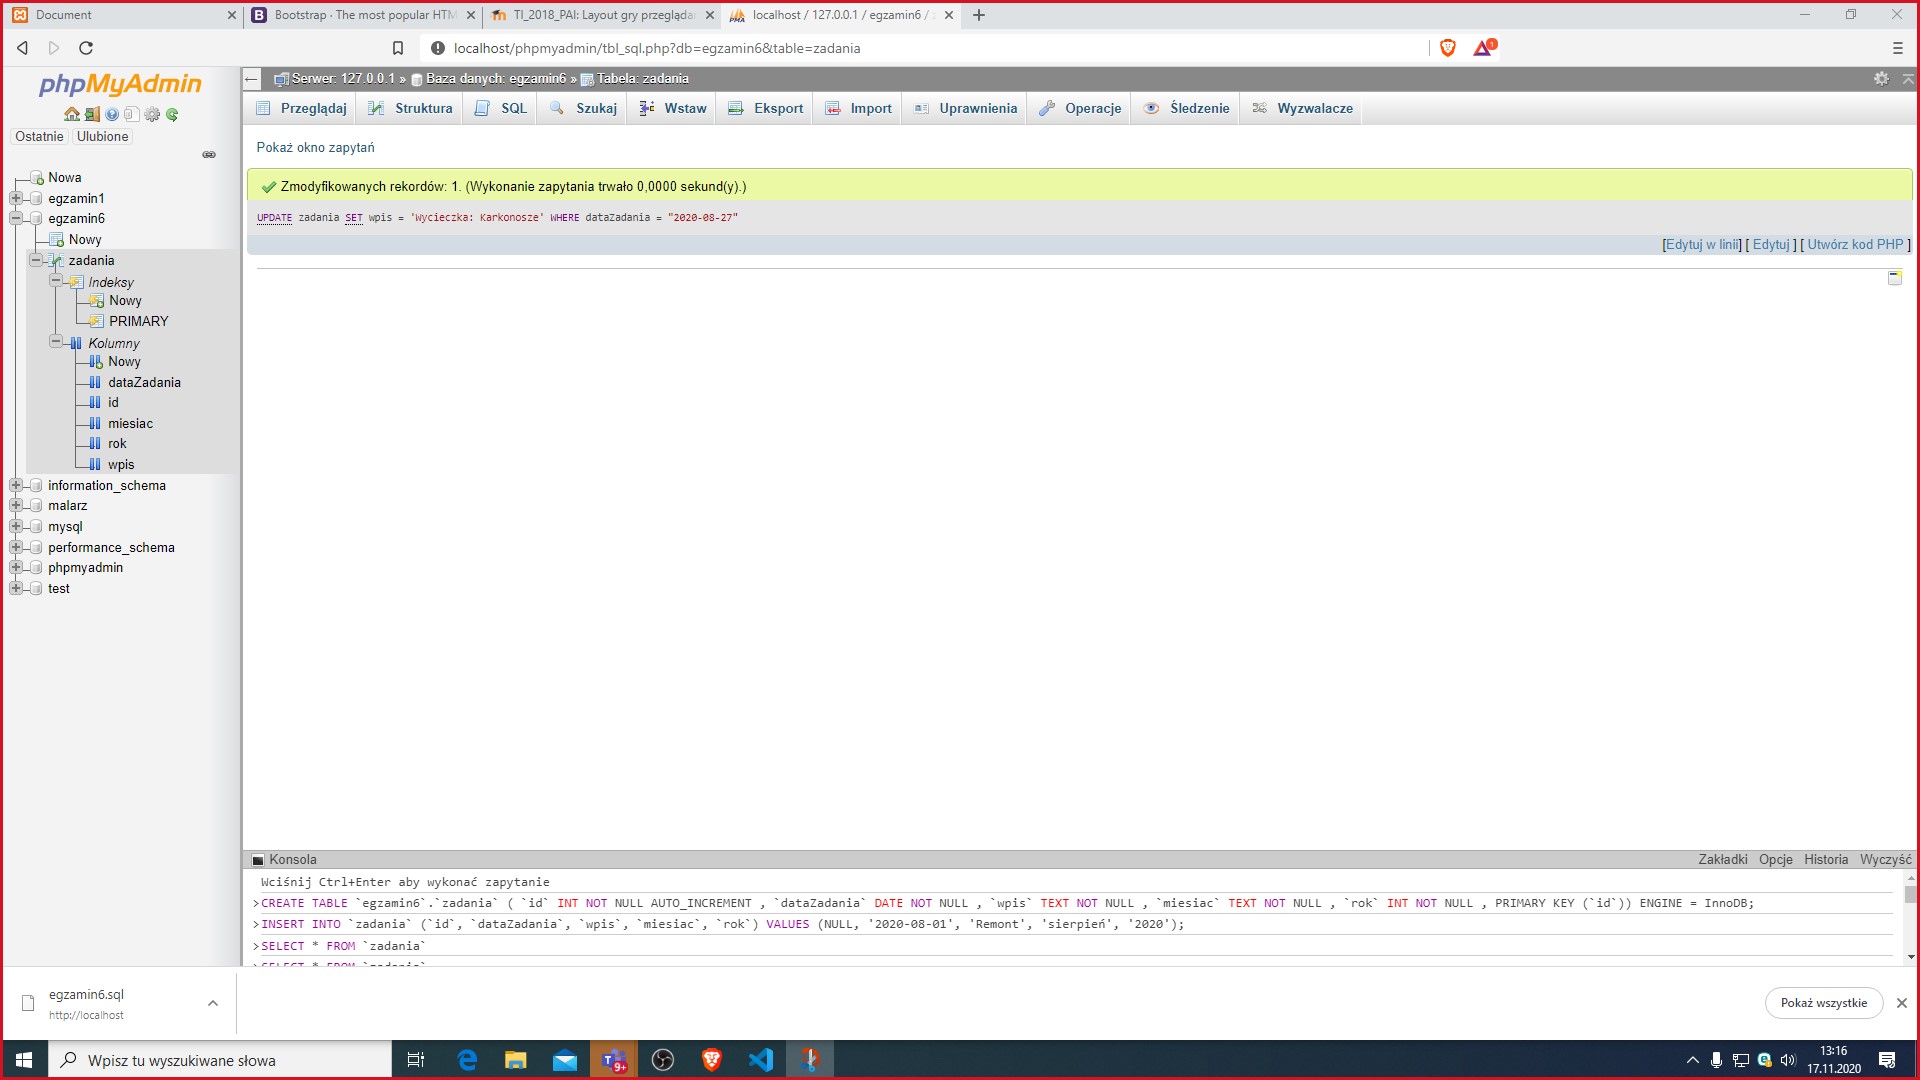 Document
Bootstrap · The most popular HTM
TI_2018_PAI: Layout gry przegląda
localhost / 127.0.0.1 / egzamin6 /
localhost/phpmyadmin/tbl_sql.php?db=egzamin6&table=zadania
1
phpMyAdmin
Ostatnie
Ulubione
Nowa
egzamin1
egzamin6
Nowy
zadania
Indeksy
Nowy
PRIMARY
Kolumny
Nowy
dataZadania
id
miesiac
rok
wpis
information_schema
malarz
mysql
performance_schema
phpmyadmin
test
Serwer: 127.0.0.1 » Baza danych: egzamin6 » Tabela: zadania
Przeglądaj Struktura SQL Szukaj Wstaw Eksport Import Uprawnienia Operacje Śledzenie Wyzwalacze
Pokaż okno zapytań
Zmodyfikowanych rekordów: 1. (Wykonanie zapytania trwało 0,0000 sekund(y).)
UPDATE zadania SET wpis = 'Wycieczka: Karkonosze' WHERE dataZadania = "2020-08-27"
[Edytuj w linii] [ Edytuj ] [ Utwórz kod PHP ]
Konsola
Zakładki Opcje Historia Wyczyść
Wciśnij Ctrl+Enter aby wykonać zapytanie
>CREATE TABLE `egzamin6`.`zadania` ( `id` INT NOT NULL AUTO_INCREMENT , `dataZadania` DATE NOT NULL , `wpis` TEXT NOT NULL , `miesiac` TEXT NOT NULL , `rok` INT NOT NULL , PRIMARY KEY (`id`)) ENGINE = InnoDB;
>INSERT INTO `zadania` (`id`, `dataZadania`, `wpis`, `miesiac`, `rok`) VALUES (NULL, '2020-08-01', 'Remont', 'sierpień', '2020');
>SELECT * FROM `zadania`
>SELECT * FROM `zadania`
egzamin6.sql
http://localhost
Pokaż wszystkie
Wpisz tu wyszukiwane słowa
9+
13:16
17.11.2020